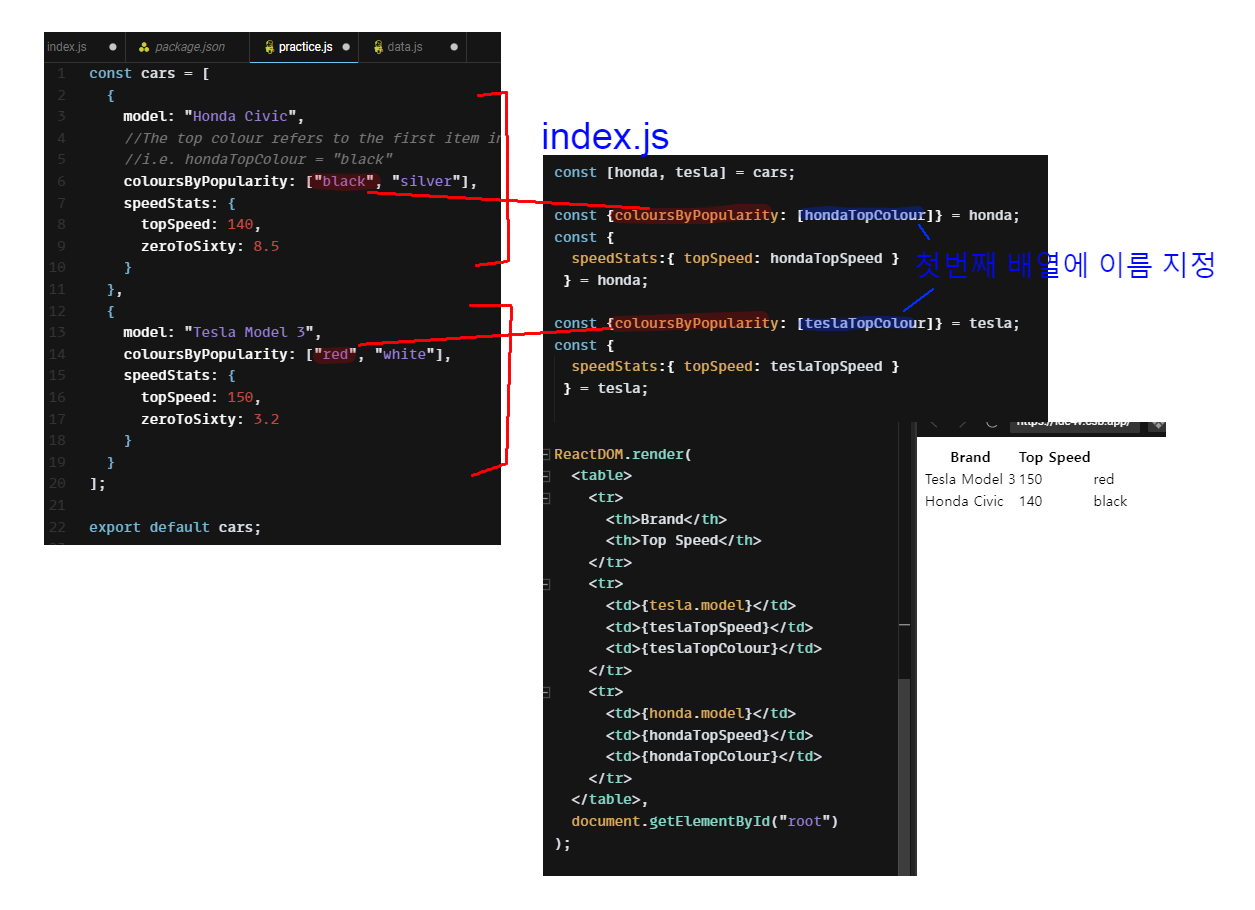 index.js
package.json
practice.js
data.js
1 const cars = [
2 {
3 model: "Honda Civic",
4 //The top colour refers to the first item in
5 //i.e. hondaTopColour = "black"
6 coloursByPopularity: ["black", "silver"],
7 speedStats: {
8 topSpeed: 140,
9 zeroToSixty: 8.5
10 }
11 },
12 {
13 model: "Tesla Model 3",
14 coloursByPopularity: ["red", "white"],
15 speedStats: {
16 topSpeed: 150,
17 zeroToSixty: 3.2
18 }
19 }
20 ];
21
22 export default cars;
index.js
const [honda, tesla] = cars;
const {coloursByPopularity: [hondaTopColour]} = honda;
const {
speedStats:{ topSpeed: hondaTopSpeed }
} = honda;
첫번째 배열에 이름 지정
const {coloursByPopularity: [teslaTopColour]} = tesla;
const {
speedStats:{ topSpeed: teslaTopSpeed }
} = tesla;
ReactDOM.render(
<table>
<tr>
<th>Brand</th>
<th>Top Speed</th>
</tr>
<tr>
<td>{tesla.model}</td>
<td>{teslaTopSpeed}</td>
<td>{teslaTopColour}</td>
</tr>
<tr>
<td>{honda.model}</td>
<td>{hondaTopSpeed}</td>
<td>{hondaTopColour}</td>
</tr>
</table>,
document.getElementById("root")
);
Brand Top Speed
Tesla Model 3 150 red
Honda Civic 140 black